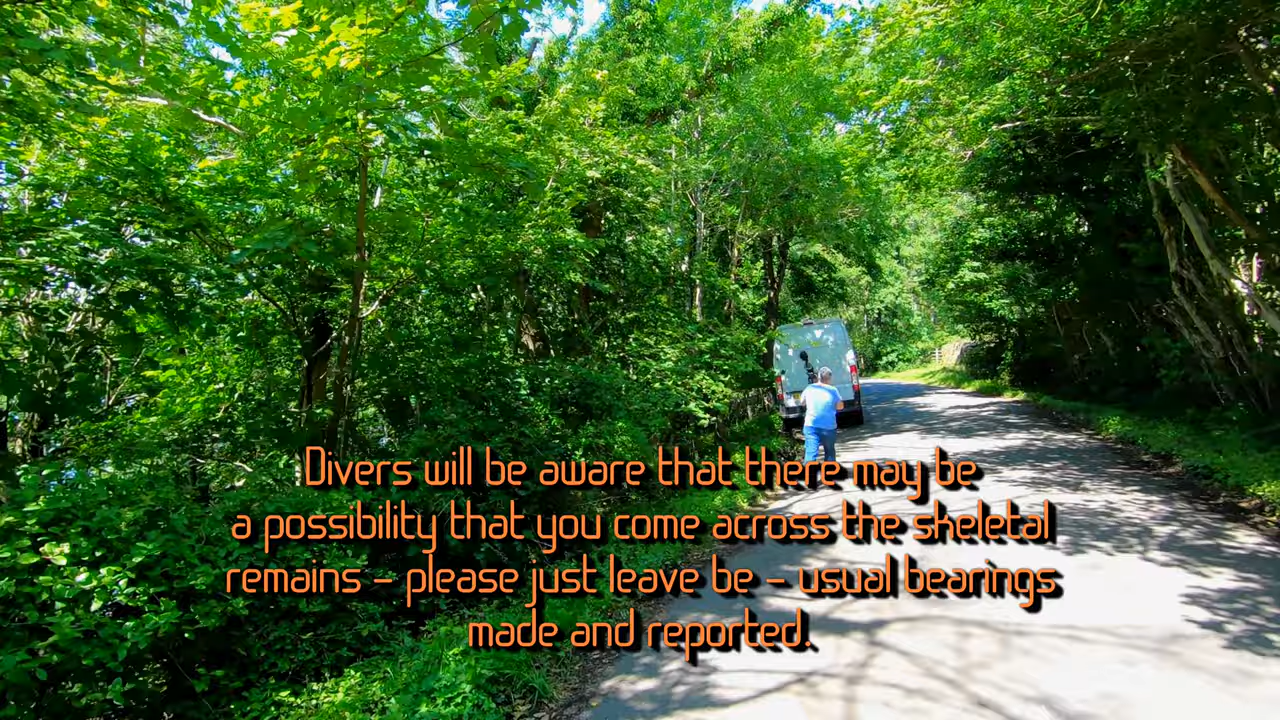 Divers will be aware that there may be
a possibility that you come across the skeletal
remains - please just leave be - usual bearings
made and reported.